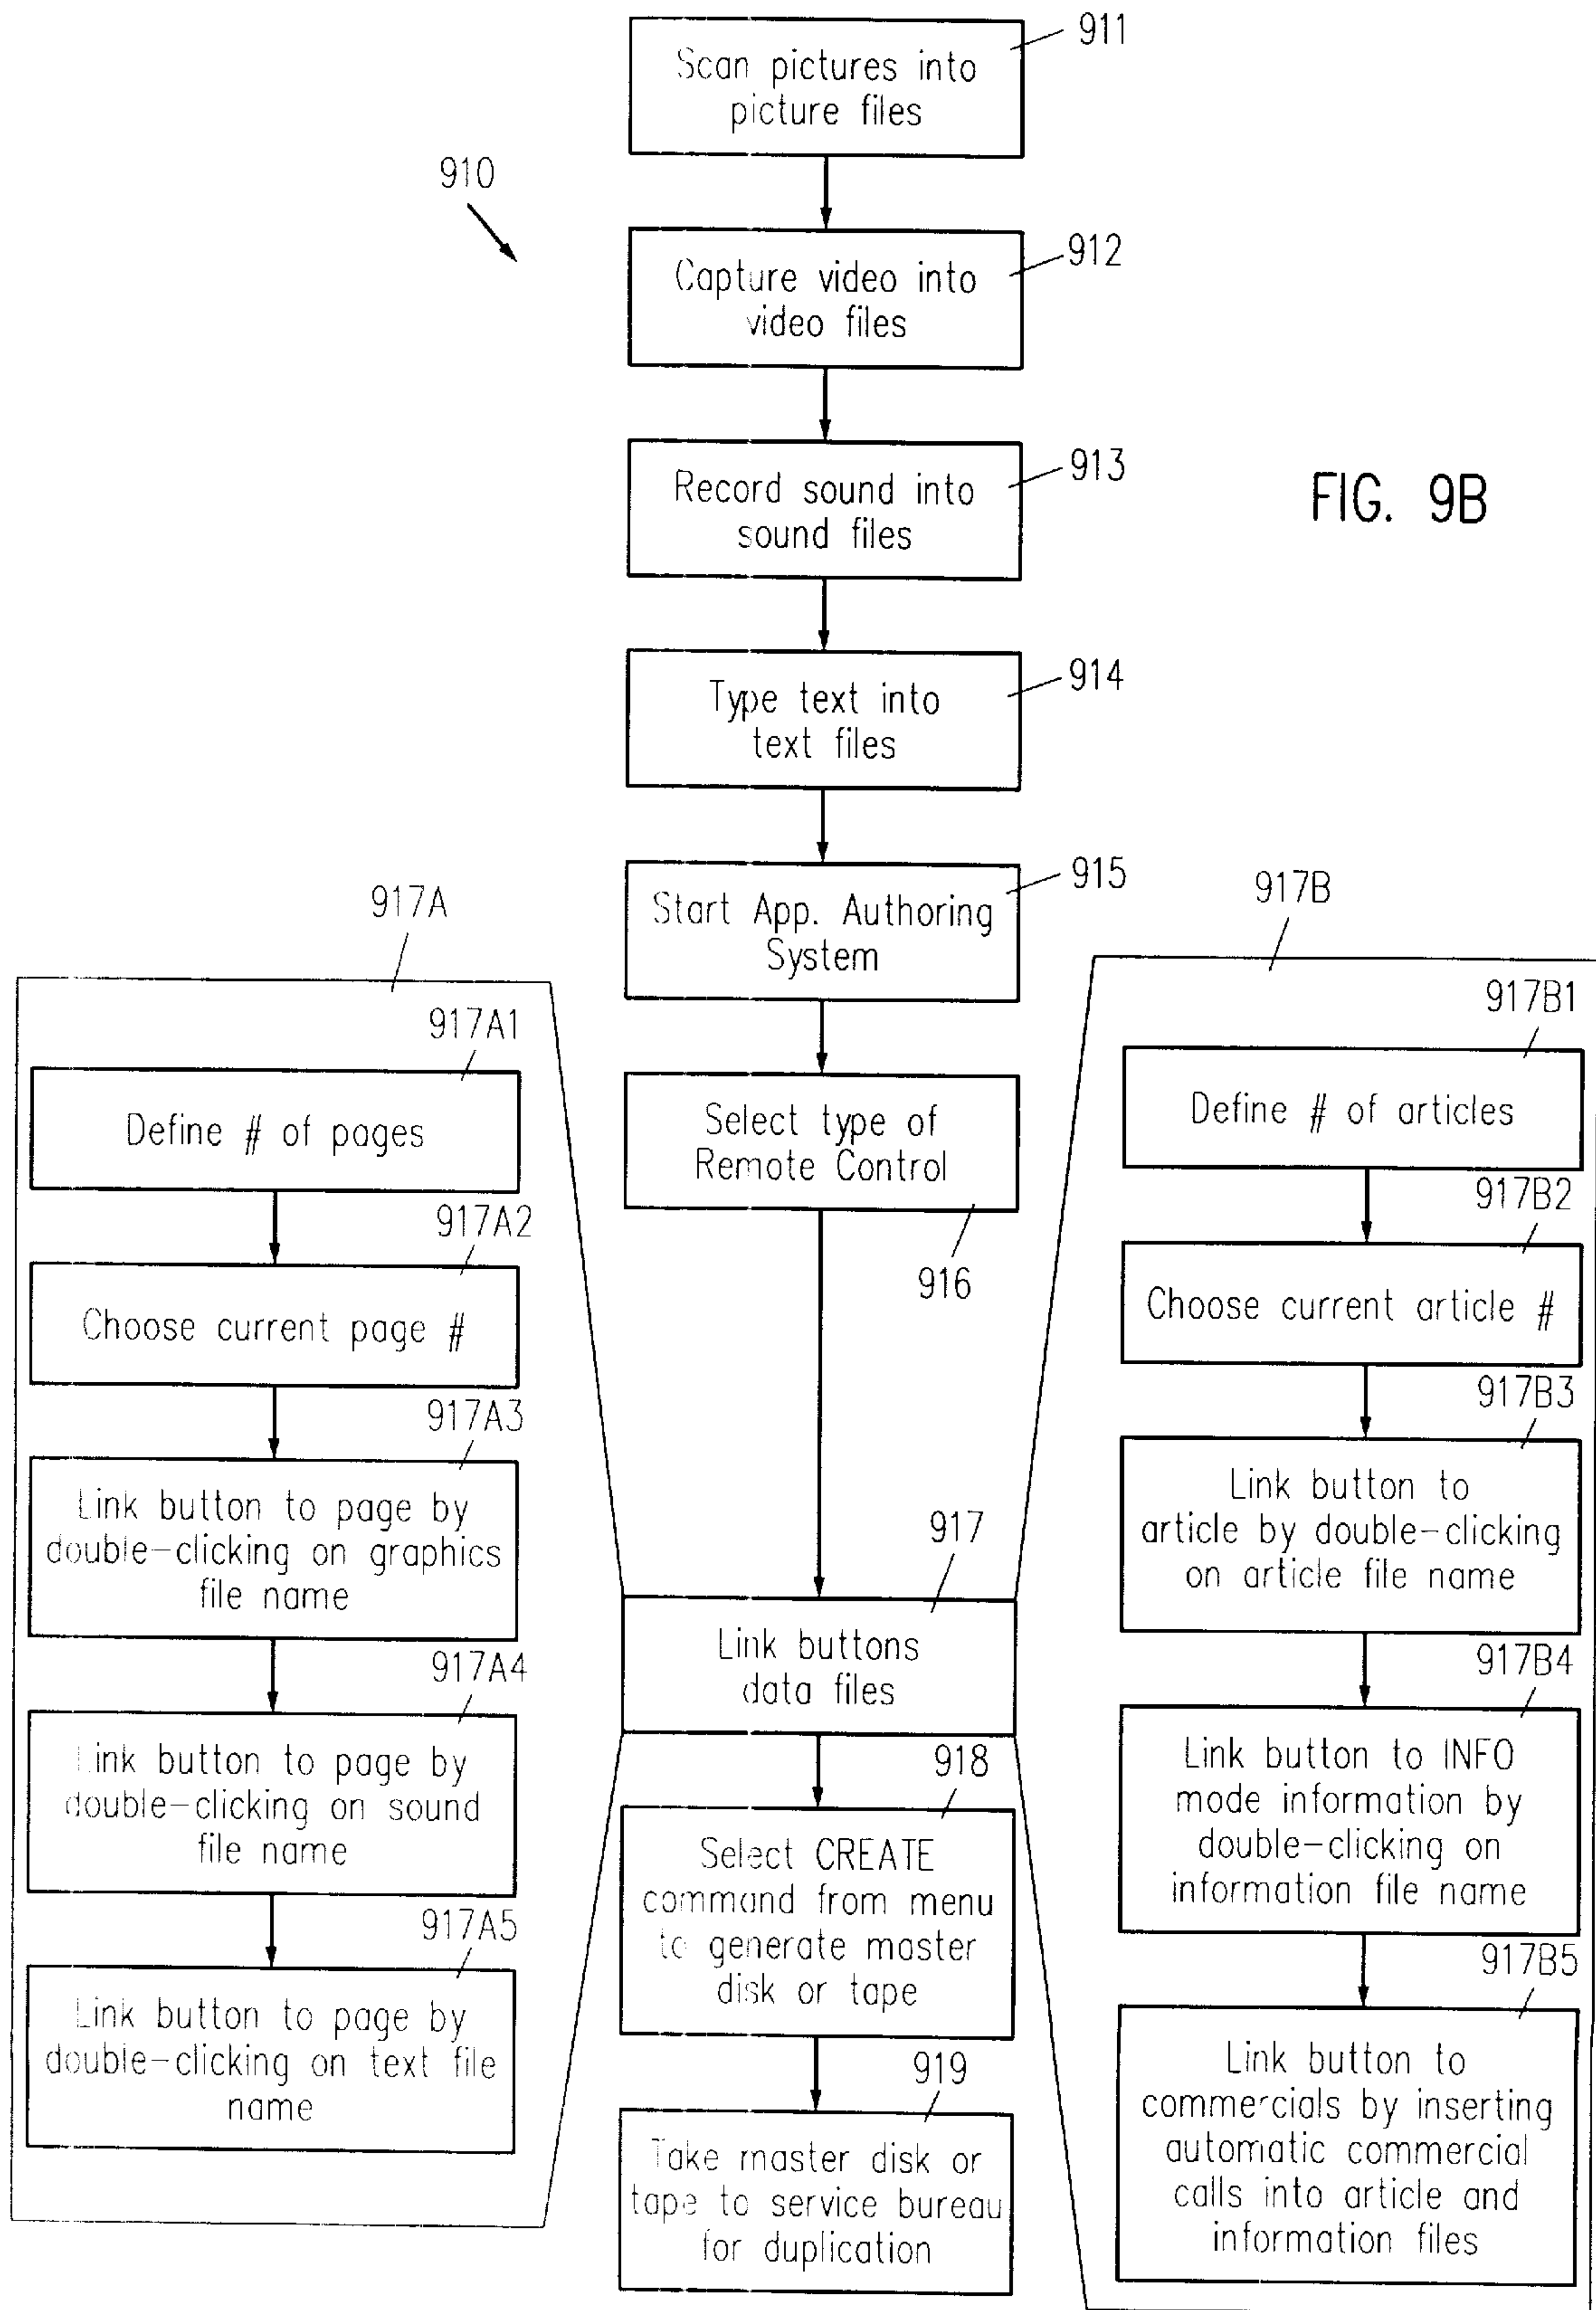 911
Scan pictures into
picture files
910
912
Capture video into
video files
913
Record sound into
sound files
FIG. 9B
914
Type text into
text files
915
Start App. Authoring
System
Select type of
Remote Control
916
917A
917A1
Define # of pages
917A2
Choose current page #
917A3
Link button to page by
double-clicking on graphics
file name
917A4
Link button to page by
double-clicking on sound
file name
917A5
Link button to page by
double-clicking on text file
name
917
Link buttons
data files
918
Select CREATE
command from menu
to generate master
disk or tape
919
Take master disk or
tape to service bureau
for duplication
917B
917B1
Define # of articles
917B2
Choose current article #
917B3
Link button to
article by double-clicking
on article file name
917B4
Link button to INFO
mode information by
double-clicking on
information file name
917B5
Link button to
commercials by inserting
automatic commercial
calls into article and
information files